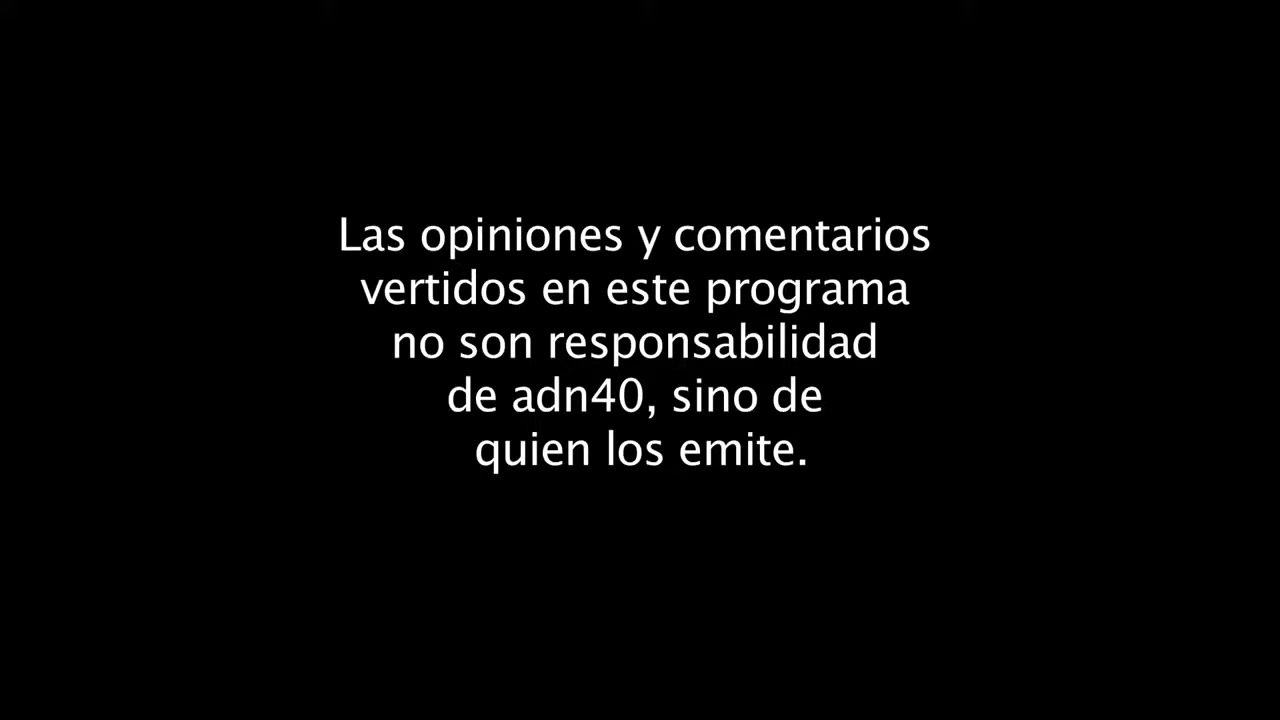 Las opiniones y comentarios
vertidos en este programa
no son responsabilidad
de adn40, sino de
quien los emite.